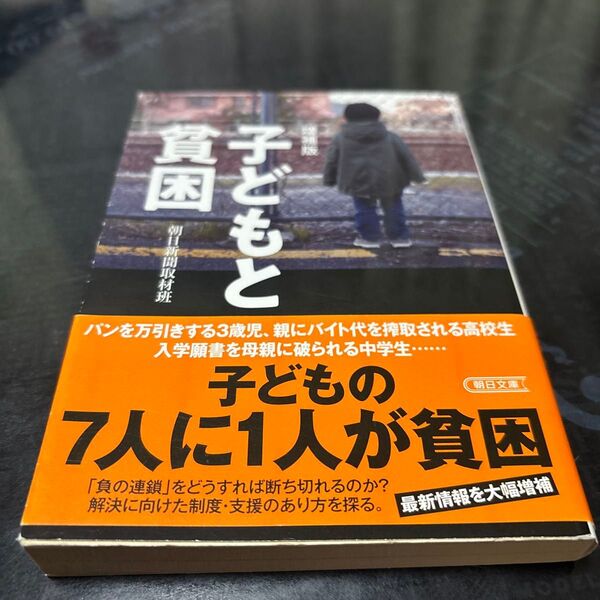 増補版
子どもと
貧困
朝日新聞取材班
パンを万引きする3歳児、親にバイト代を搾取される高校生
入学願書を母親に破られる中学生……
朝日文庫
子どもの
7人に1人が貧困
「負の連鎖」をどうすれば断ち切れるのか?
解決に向けた制度・支援のあり方を探る。
最新情報を大幅増補